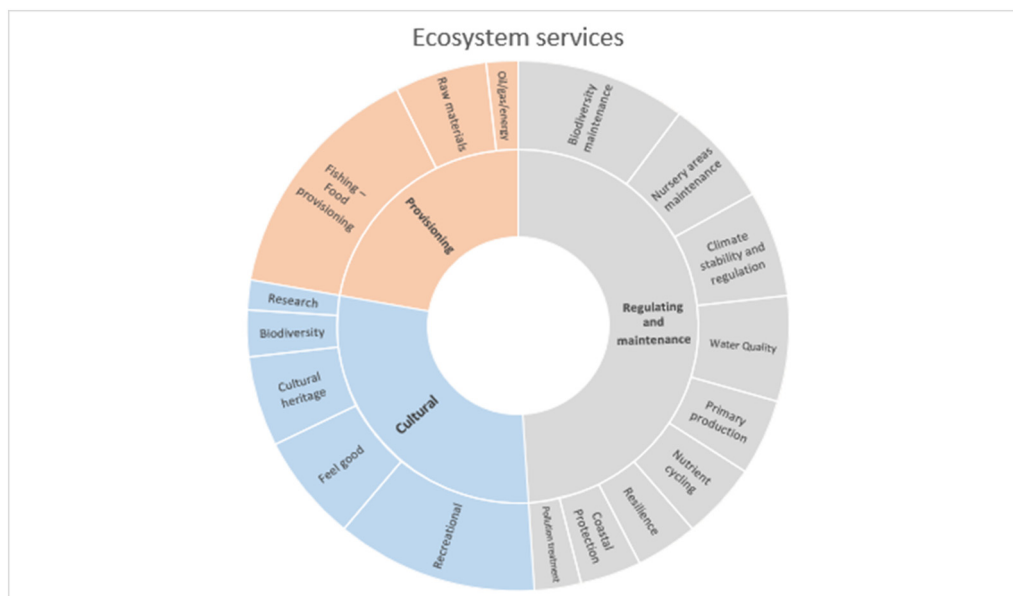 Ecosystem services
Oil/gas/energy
Raw materials
Fishing –
Food
provisioning
Provisioning
Biodiversity
maintenance
Nursery areas
maintenance
Climate
stability and
regulation
Regulating
and
maintenance
Water Quality
Primary
production
Nutrient
cycling
Resilience
Coastal
Protection
Pollution treatment
Research
Biodiversity
Cultural
heritage
Cultural
Feel good
Recreational